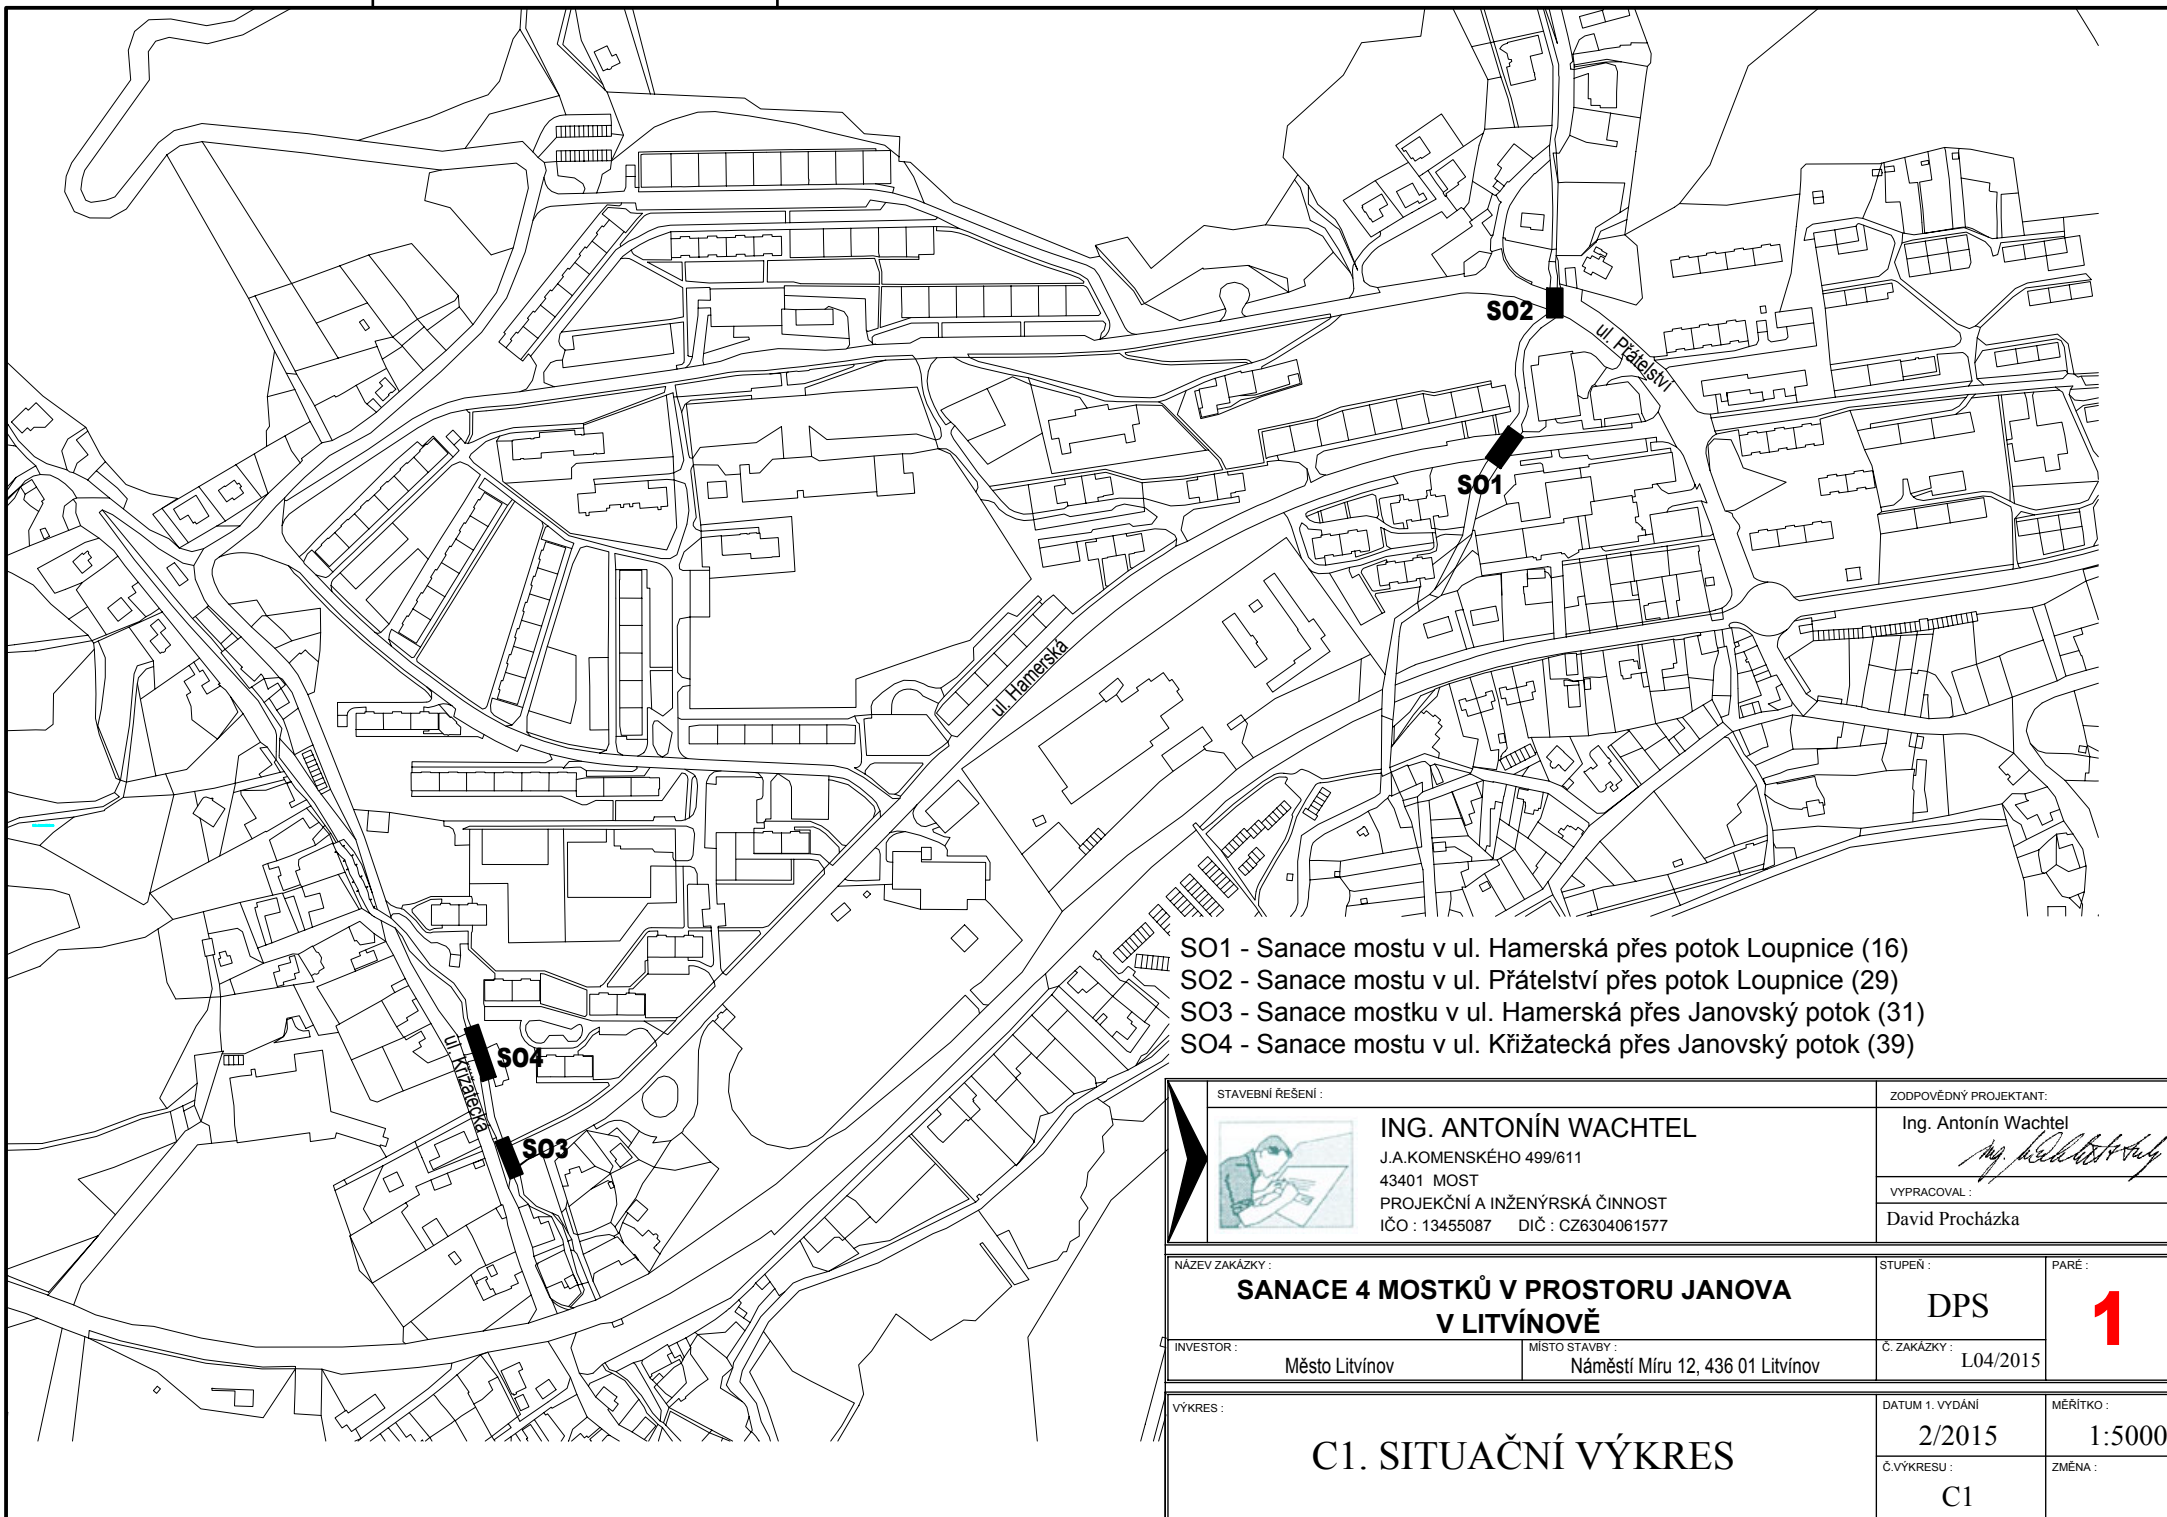 SO2
ul. Přátelství
SO1
ul. Hamerská
SO4
ul. Křižatecká
SO3
SO1 - Sanace mostu v ul. Hamerská přes potok Loupnice (16)
SO2 - Sanace mostu v ul. Přátelství přes potok Loupnice (29)
SO3 - Sanace mostku v ul. Hamerská přes Janovský potok (31)
SO4 - Sanace mostu v ul. Křižatecká přes Janovský potok (39)
STAVEBNÍ ŘEŠENÍ :
ING. ANTONÍN WACHTEL
J.A.KOMENSKÉHO 499/611
43401 MOST
PROJEKČNÍ A INŽENÝRSKÁ ČINNOST
IČO : 13455087 DIČ : CZ6304061577
ZODPOVĚDNÝ PROJEKTANT:
Ing. Antonín Wachtel
VYPRACOVAL :
David Procházka
NÁZEV ZAKÁZKY :
SANACE 4 MOSTKŮ V PROSTORU JANOVA
V LITVÍNOVĚ
STUPEŇ :
DPS
PARÉ :
1
INVESTOR :
Město Litvínov
MÍSTO STAVBY :
Náměstí Míru 12, 436 01 Litvínov
Č. ZAKÁZKY :
L04/2015
VÝKRES :
C1. SITUAČNÍ VÝKRES
DATUM 1. VYDÁNÍ
2/2015
MĚŘÍTKO :
1:5000
Č.VÝKRESU :
C1
ZMĚNA :